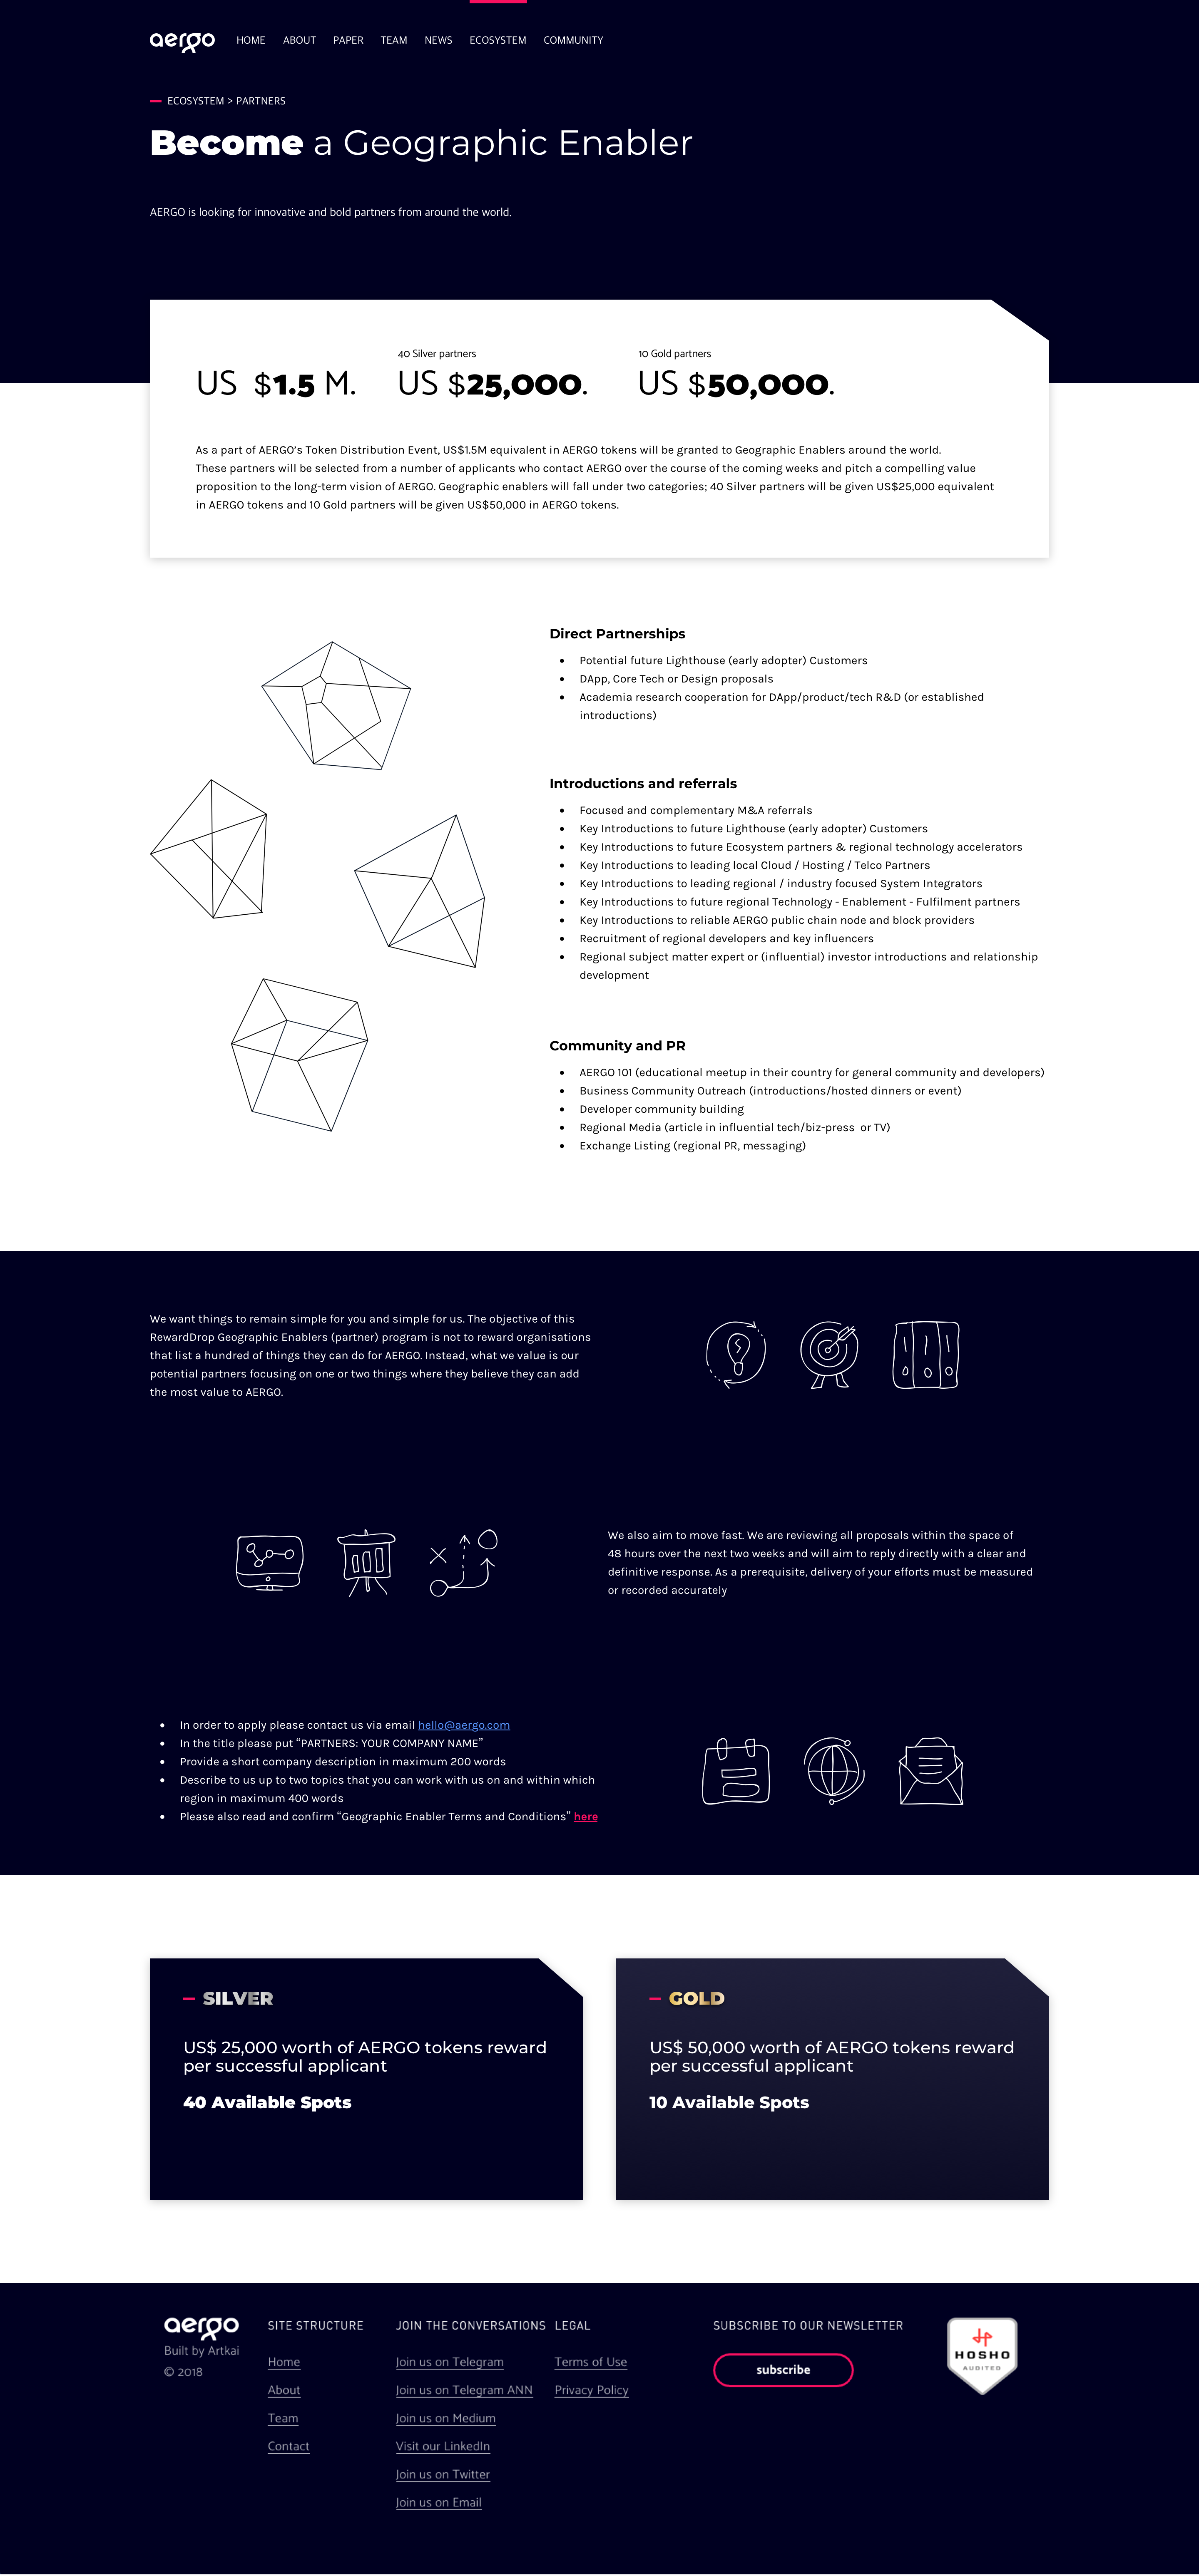 aergo HOME ABOUT PAPER TEAM NEWS ECOSYSTEM COMMUNITY
ECOSYSTEM > PARTNERS
Become a Geographic Enabler
AERGO is looking for innovative and bold partners from around the world.
40 Silver partners 10 Gold partners
US $1.5 M. US $25,000. US $50,000.
As a part of AERGO's Token Distribution Event, US$1.5M equivalent in AERGO tokens will be granted to Geographic Enablers around the world.
These partners will be selected from a number of applicants who contact AERGO over the course of the coming weeks and pitch a compelling value
proposition to the long-term vision of AERGO. Geographic enablers will fall under two categories; 40 Silver partners will be given US$25,000 equivalent
in AERGO tokens and 10 Gold partners will be given US$50,000 in AERGO tokens.
Direct Partnerships
• Potential future Lighthouse (early adopter) Customers
• DApp, Core Tech or Design proposals
• Academia research cooperation for DApp/product/tech R&D (or established
introductions)
Introductions and referrals
• Focused and complementary M&A referrals
• Key Introductions to future Lighthouse (early adopter) Customers
• Key Introductions to future Ecosystem partners & regional technology accelerators
• Key Introductions to leading local Cloud / Hosting / Telco Partners
• Key Introductions to leading regional / industry focused System Integrators
• Key Introductions to future regional Technology - Enablement - Fulfilment partners
• Key Introductions to reliable AERGO public chain node and block providers
• Recruitment of regional developers and key influencers
• Regional subject matter expert or (influential) investor introductions and relationship
development
Community and PR
• AERGO 101 (educational meetup in their country for general community and developers)
• Business Community Outreach (introductions/hosted dinners or event)
• Developer community building
• Regional Media (article in influential tech/biz-press or TV)
• Exchange Listing (regional PR, messaging)
We want things to remain simple for you and simple for us. The objective of this
RewardDrop Geographic Enablers (partner) program is not to reward organisations
that list a hundred of things they can do for AERGO. Instead, what we value is our
potential partners focusing on one or two things where they believe they can add
the most value to AERGO.
We also aim to move fast. We are reviewing all proposals within the space of
48 hours over the next two weeks and will aim to reply directly with a clear and
definitive response. As a prerequisite, delivery of your efforts must be measured
or recorded accurately
• In order to apply please contact us via email hello@aergo.com
• In the title please put “PARTNERS: YOUR COMPANY NAME”
• Provide a short company description in maximum 200 words
• Describe to us up to two topics that you can work with us on and within which
region in maximum 400 words
• Please also read and confirm “Geographic Enabler Terms and Conditions” here
SILVER
US$ 25,000 worth of AERGO tokens reward
per successful applicant
40 Available Spots
GOLD
US$ 50,000 worth of AERGO tokens reward
per successful applicant
10 Available Spots
aergo
Built by Artkai
© 2018
SITE STRUCTURE
Home
About
Team
Contact
JOIN THE CONVERSATIONS
Join us on Telegram
Join us on Telegram ANN
Join us on Medium
Visit our LinkedIn
Join us on Twitter
Join us on Email
LEGAL
Terms of Use
Privacy Policy
SUBSCRIBE TO OUR NEWSLETTER
subscribe
HOSHO
AUDITED